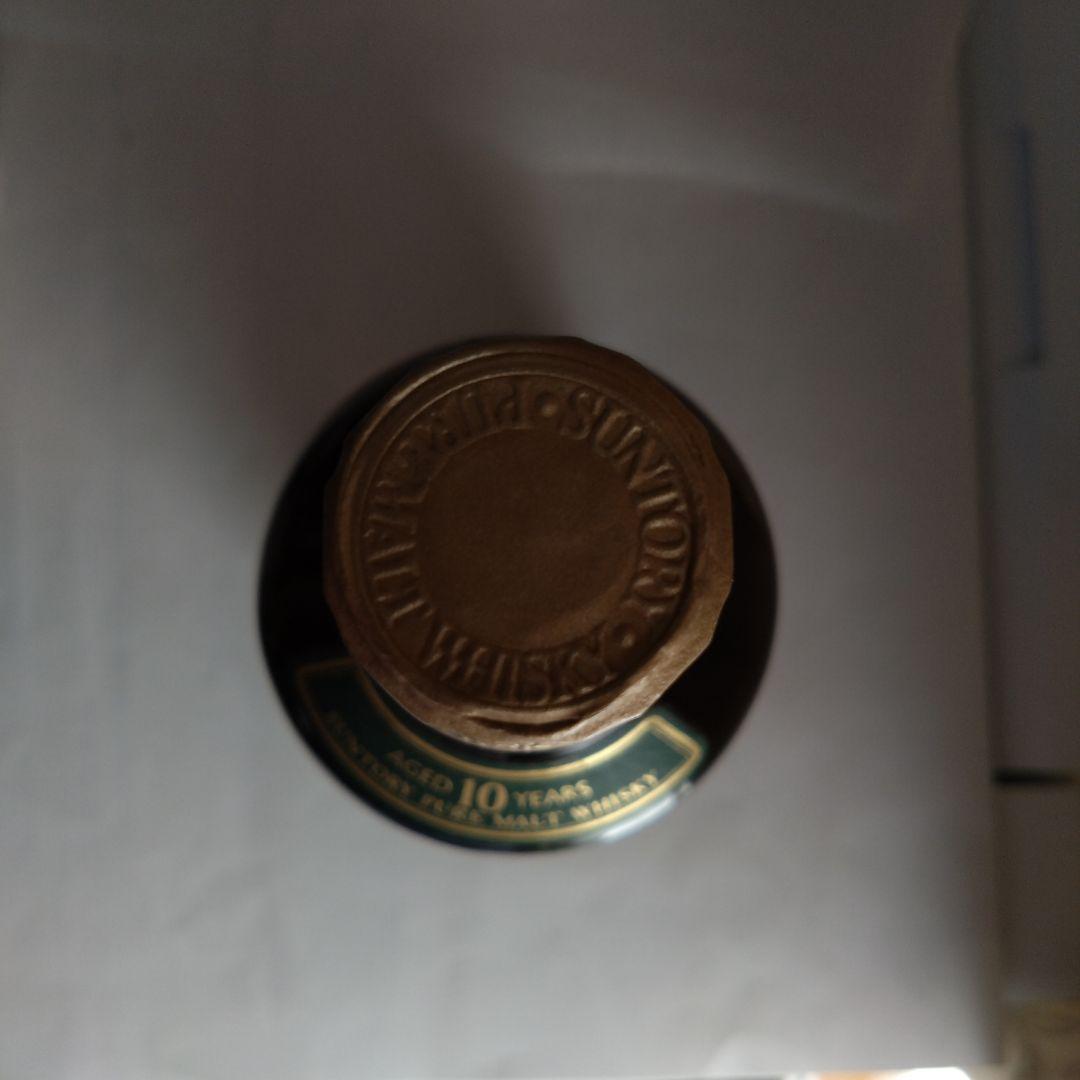 SUNTORY • PURE MALT WHISKY •
AGED 10 YEARS
SUNTORY PURE MALT WHISKY